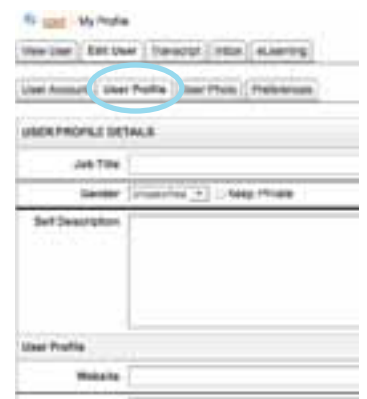 My Profile
View User Edit User Transcript Inbox eLearning
User Account User Profile User Photo Preferences
USER PROFILE DETAILS
Job Title
Gender Unspecified Keep Private
Self Description
User Profile
Website